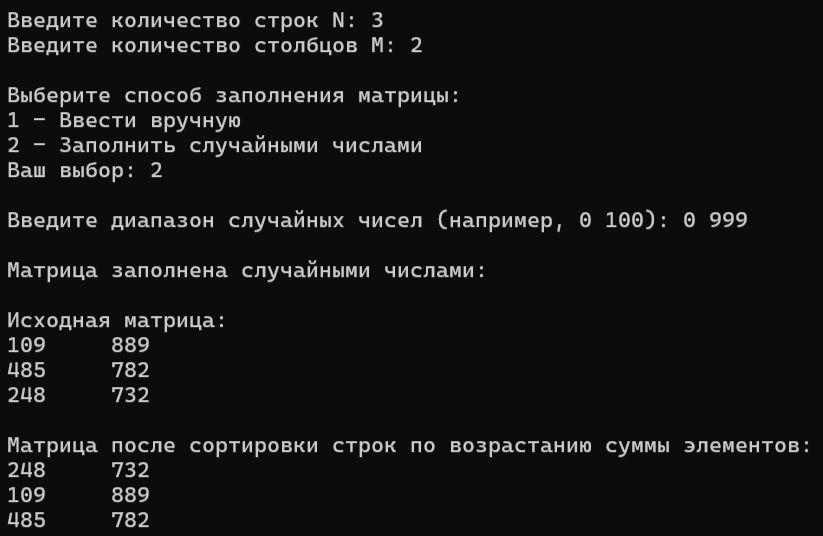 Введите количество строк N: 3
Введите количество столбцов M: 2
Выберите способ заполнения матрицы:
1 – Ввести вручную
2 – Заполнить случайными числами
Ваш выбор: 2
Введите диапазон случайных чисел (например, 0 100): 0 999
Матрица заполнена случайными числами:
Исходная матрица:
109 889
485 782
248 732
Матрица после сортировки строк по возрастанию суммы элементов:
248 732
109 889
485 782